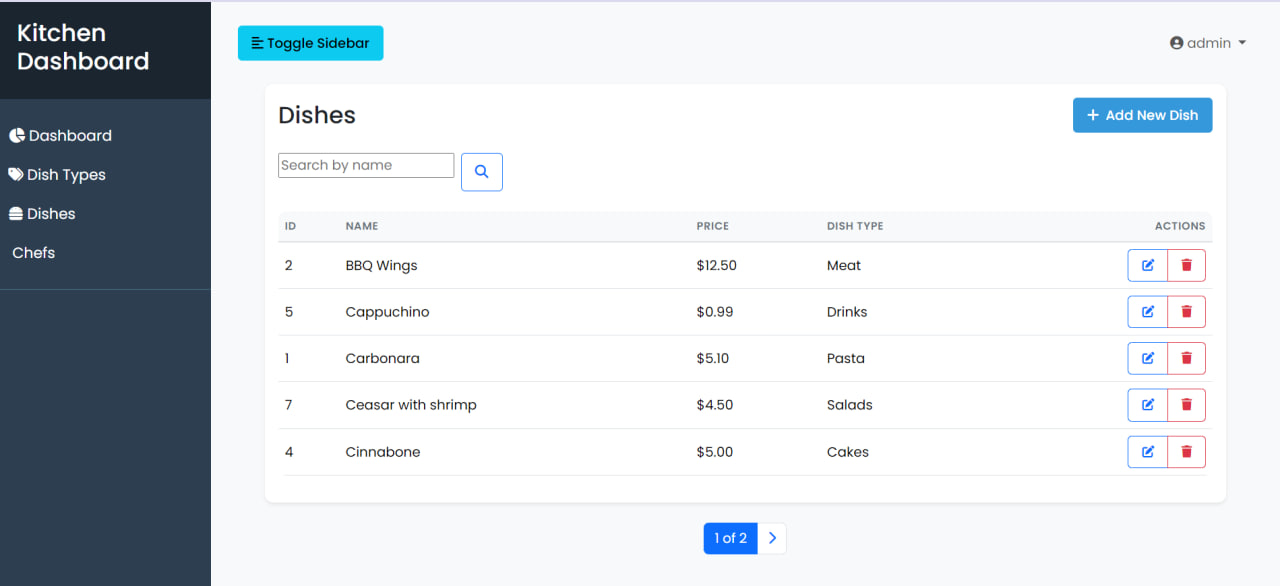 Kitchen
Dashboard
Toggle Sidebar
admin
Dashboard
Dish Types
Dishes
Chefs
Dishes
Add New Dish
Search by name
ID NAME PRICE DISH TYPE ACTIONS
2 BBQ Wings $12.50 Meat
5 Cappuchino $0.99 Drinks
1 Carbonara $5.10 Pasta
7 Ceasar with shrimp $4.50 Salads
4 Cinnabone $5.00 Cakes
1 of 2